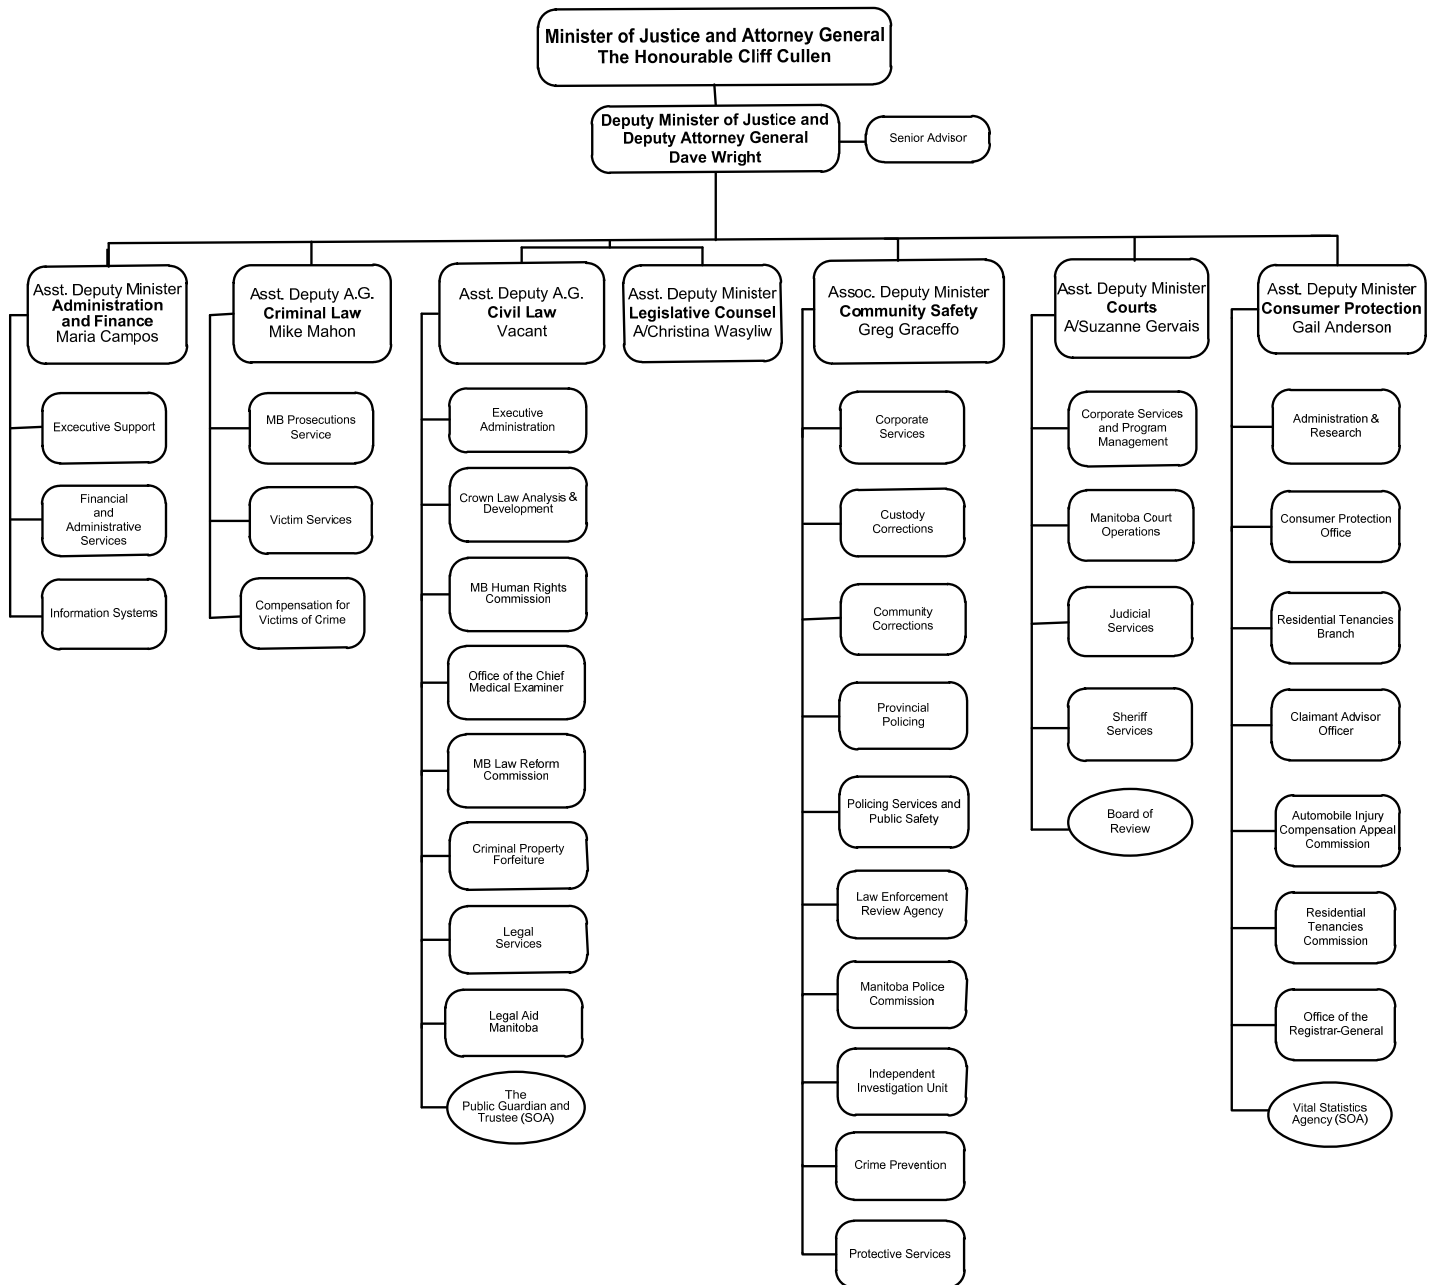 Minister of Justice and Attorney General
The Honourable Cliff Cullen
Deputy Minister of Justice and
Deputy Attorney General
Dave Wright
Senior Advisor
Asst. Deputy Minister
Administration
and Finance
Maria Campos
Excecutive Support
Financial
and
Administrative
Services
Information Systems
Asst. Deputy A.G.
Criminal Law
Mike Mahon
MB Prosecutions
Service
Victim Services
Compensation for
Victims of Crime
Asst. Deputy A.G.
Civil Law
Vacant
Executive
Administration
Crown Law Analysis &
Development
MB Human Rights
Commission
Office of the Chief
Medical Examiner
MB Law Reform
Commission
Criminal Property
Forfeiture
Legal
Services
Legal Aid
Manitoba
The
Public Guardian and
Trustee (SOA)
Asst. Deputy Minister
Legislative Counsel
A/Christina Wasyliw
Assoc. Deputy Minister
Community Safety
Greg Graceffo
Corporate
Services
Custody
Corrections
Community
Corrections
Provincial
Policing
Policing Services and
Public Safety
Law Enforcement
Review Agency
Manitoba Police
Commission
Independent
Investigation Unit
Crime Prevention
Protective Services
Asst. Deputy Minister
Courts
A/Suzanne Gervais
Corporate Services
and Program
Management
Manitoba Court
Operations
Judicial
Services
Sheriff
Services
Board of
Review
Asst. Deputy Minister
Consumer Protection
Gail Anderson
Administration &
Research
Consumer Protection
Office
Residential Tenancies
Branch
Claimant Advisor
Officer
Automobile Injury
Compensation Appeal
Commission
Residential
Tenancies
Commission
Office of the
Registrar-General
Vital Statistics
Agency (SOA)